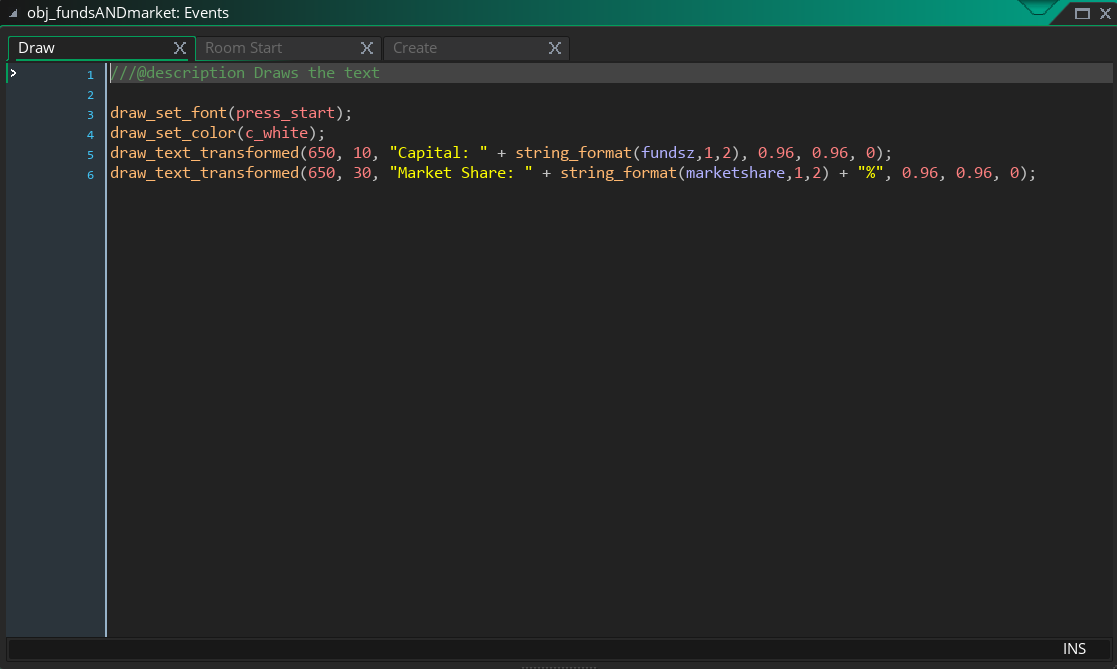 obj_fundsANDmarket: Events
Draw
Room Start
Create
1 ///@description Draws the text
2
3 draw_set_font(press_start);
4 draw_set_color(c_white);
5 draw_text_transformed(650, 10, "Capital: " + string_format(fundsz,1,2), 0.96, 0.96, 0);
6 draw_text_transformed(650, 30, "Market Share: " + string_format(marketshare,1,2) + "%", 0.96, 0.96, 0);
INS